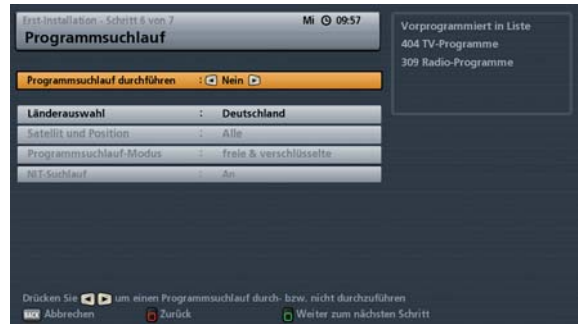 Erst-Installation - Schritt 6 von 7
Mi 09:57
Programmsuchlauf
Vorprogrammiert in Liste
404 TV-Programme
309 Radio-Programme
Programmsuchlauf durchführen : Nein
Länderauswahl : Deutschland
Satellit und Position : Alle
Programmsuchlauf-Modus : freie & verschlüsselte
NIT-Suchlauf : An
Drücken Sie um einen Programmsuchlauf durch- bzw. nicht durchzuführen
BACK Abbrechen Zurück Weiter zum nächsten Schritt